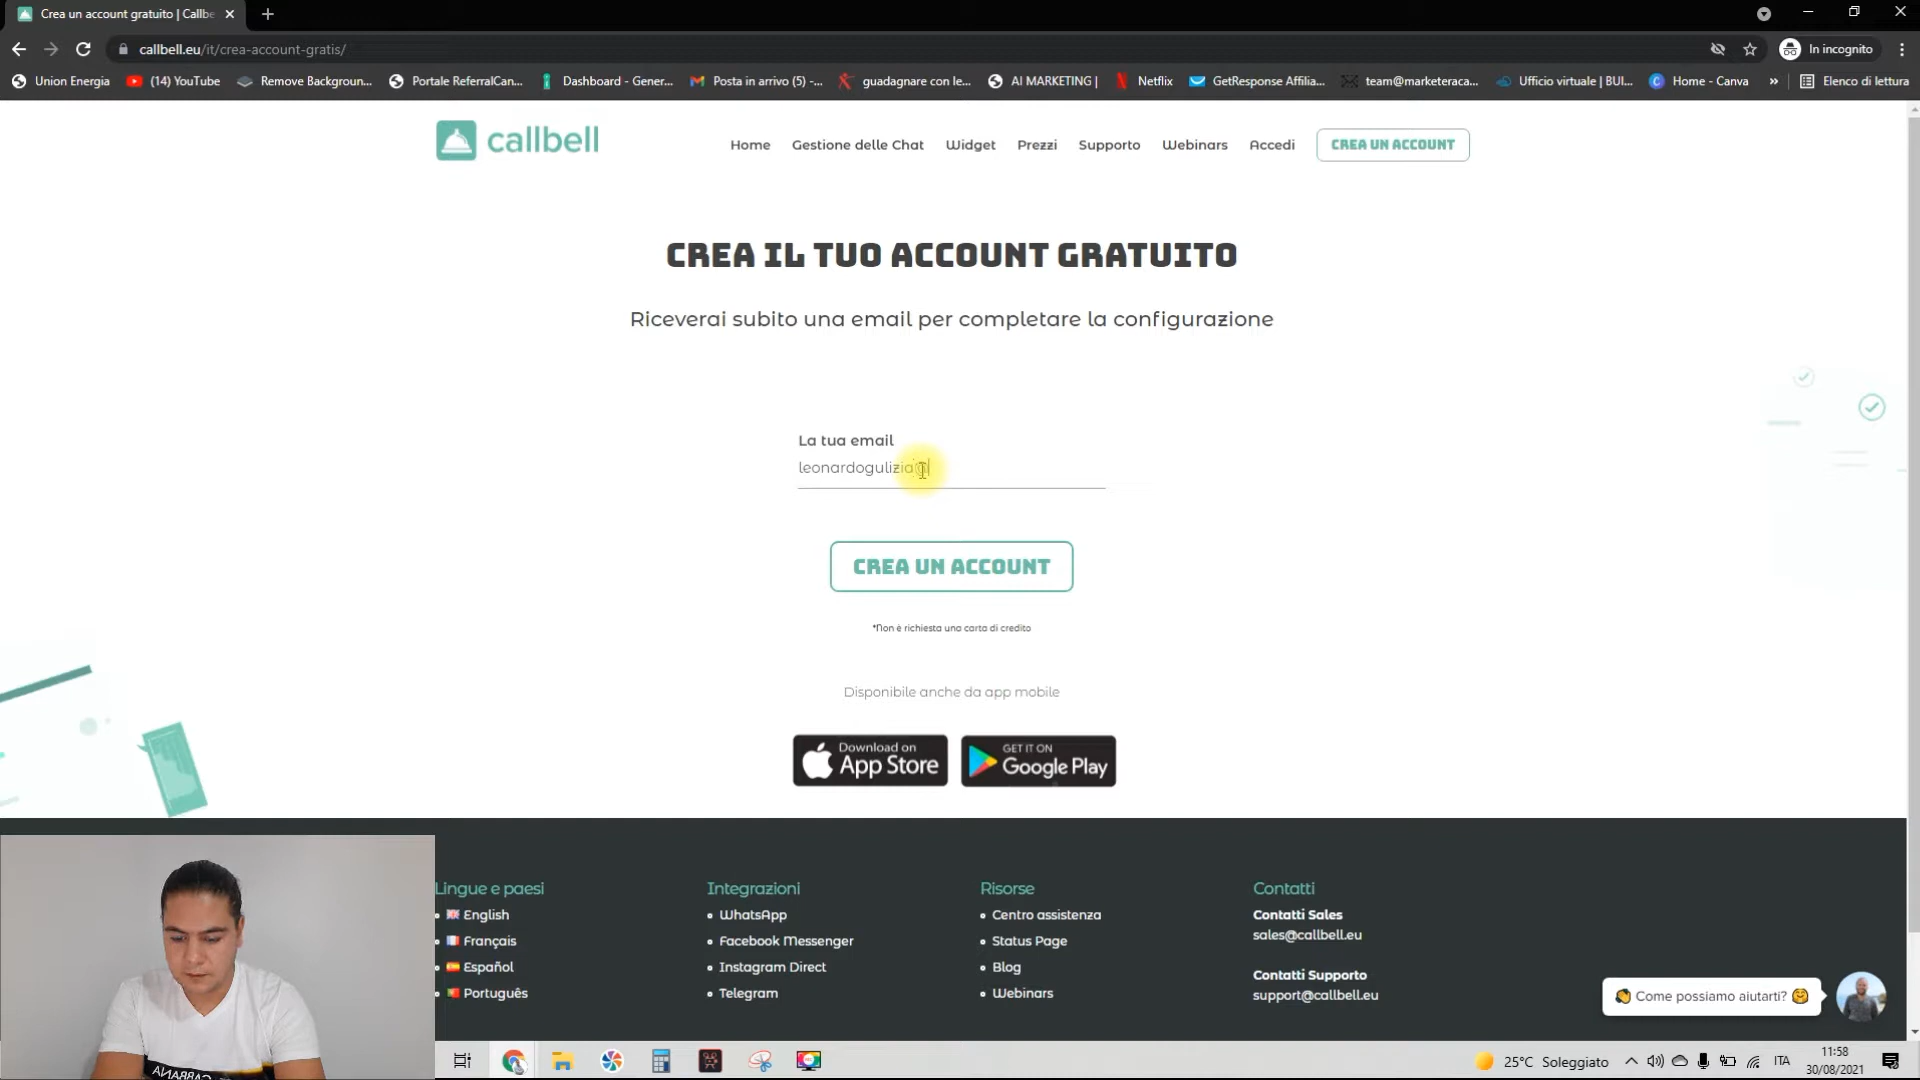 Crea un account gratuito | Callbe
callbell.eu/it/crea-account-gratis/
In incognito
Union Energia
(14) YouTube
Remove Backgroun...
Portale ReferralCan...
Dashboard - Gener...
Posta in arrivo (5) -...
guadagnare con le...
AI MARKETING |
Netflix
GetResponse Affilia...
team@marketeraca...
Ufficio virtuale | BUI...
Home - Canva
»
Elenco di lettura
callbell
Home
Gestione delle Chat
Widget
Prezzi
Supporto
Webinars
Accedi
CREA UN ACCOUNT
CREA IL TUO ACCOUNT GRATUITO
Riceverai subito una email per completare la configurazione
La tua email
leonardogulizia
CREA UN ACCOUNT
*Non è richiesta una carta di credito
Disponibile anche da app mobile
Download on
App Store
GET IT ON
Google Play
Lingue e paesi
English
Français
Español
Português
Integrazioni
WhatsApp
Facebook Messenger
Instagram Direct
Telegram
Risorse
Centro assistenza
Status Page
Blog
Webinars
Contatti
Contatti Sales
sales@callbell.eu
Contatti Supporto
support@callbell.eu
👏 Come possiamo aiutarti? 🤗
25°C Soleggiato
ITA
11:58
30/08/2021